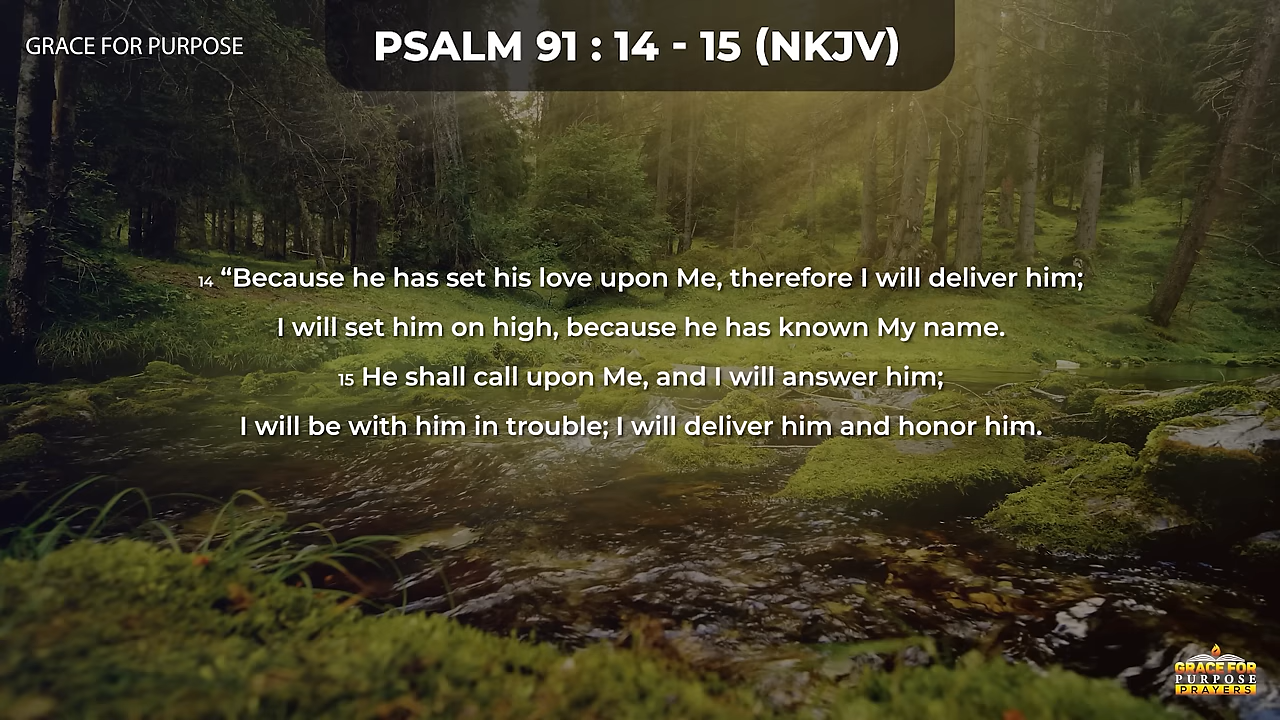 GRACE FOR PURPOSE
PSALM 91 : 14 - 15 (NKJV)
14 “Because he has set his love upon Me, therefore I will deliver him;
I will set him on high, because he has known My name.
15 He shall call upon Me, and I will answer him;
I will be with him in trouble; I will deliver him and honor him.
GRACE FOR
PURPOSE
PRAYERS